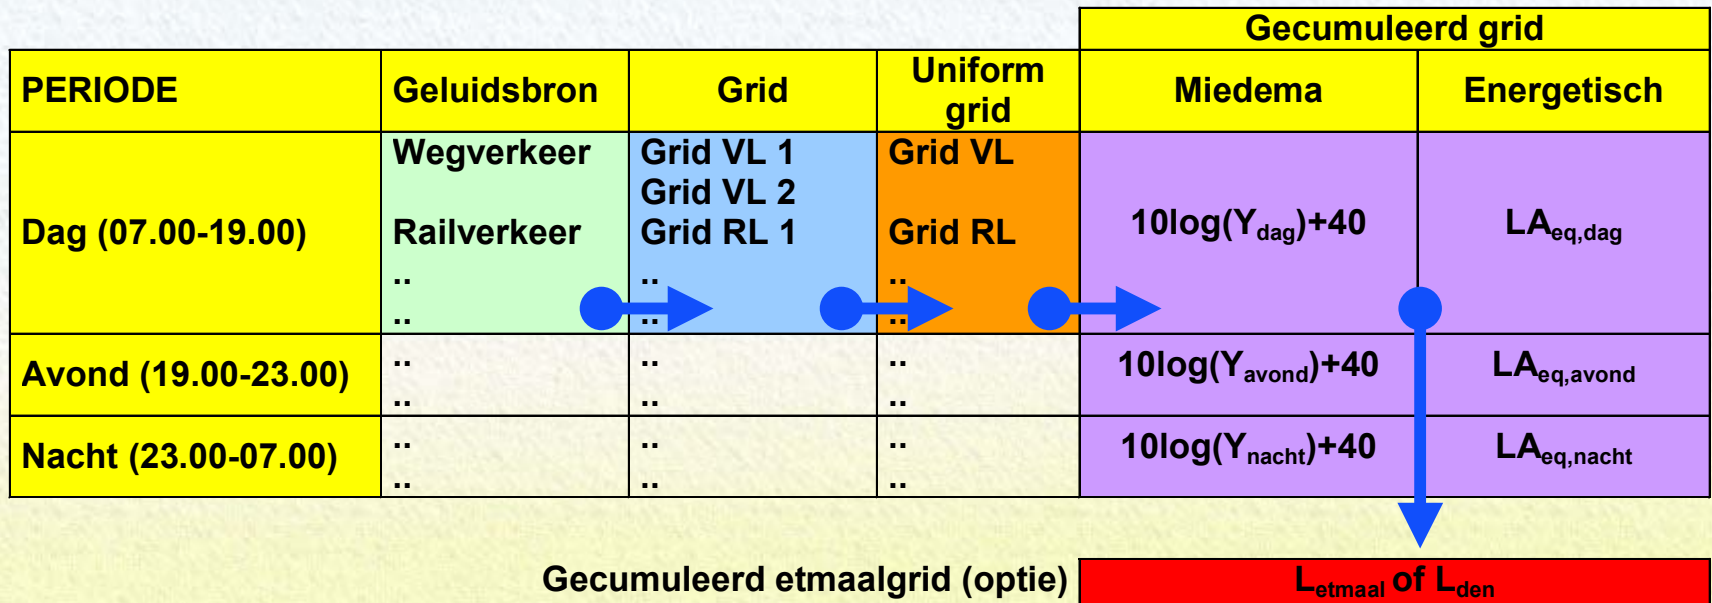 Gecumuleerd grid
PERIODE Geluidsbron Grid Uniform grid Miedema Energetisch
Dag (07.00-19.00)
Wegverkeer
Railverkeer
..
..
Grid VL 1
Grid VL 2
Grid RL 1
..
..
Grid VL
Grid RL
..
..
10log(Ydag)+40
LAeq,dag
Avond (19.00-23.00)
..
..
..
..
..
..
10log(Yavond)+40
LAeq,avond
Nacht (23.00-07.00)
..
..
..
..
..
..
10log(Ynacht)+40
LAeq,nacht
Gecumuleerd etmaalgrid (optie)
Letmaal of Lden